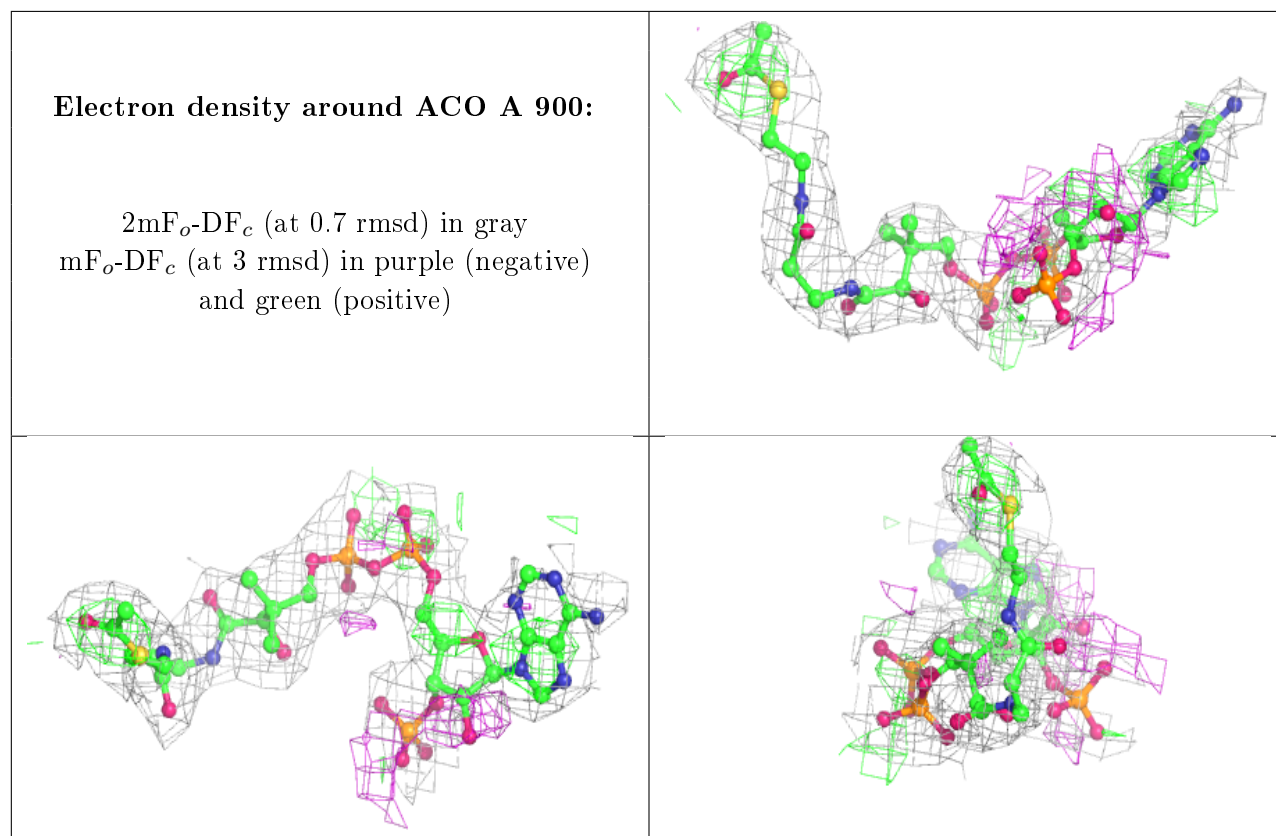 Electron density around ACO A 900:
2mFₒ-DF𝒸 (at 0.7 rmsd) in gray
mFₒ-DF𝒸 (at 3 rmsd) in purple (negative)
and green (positive)